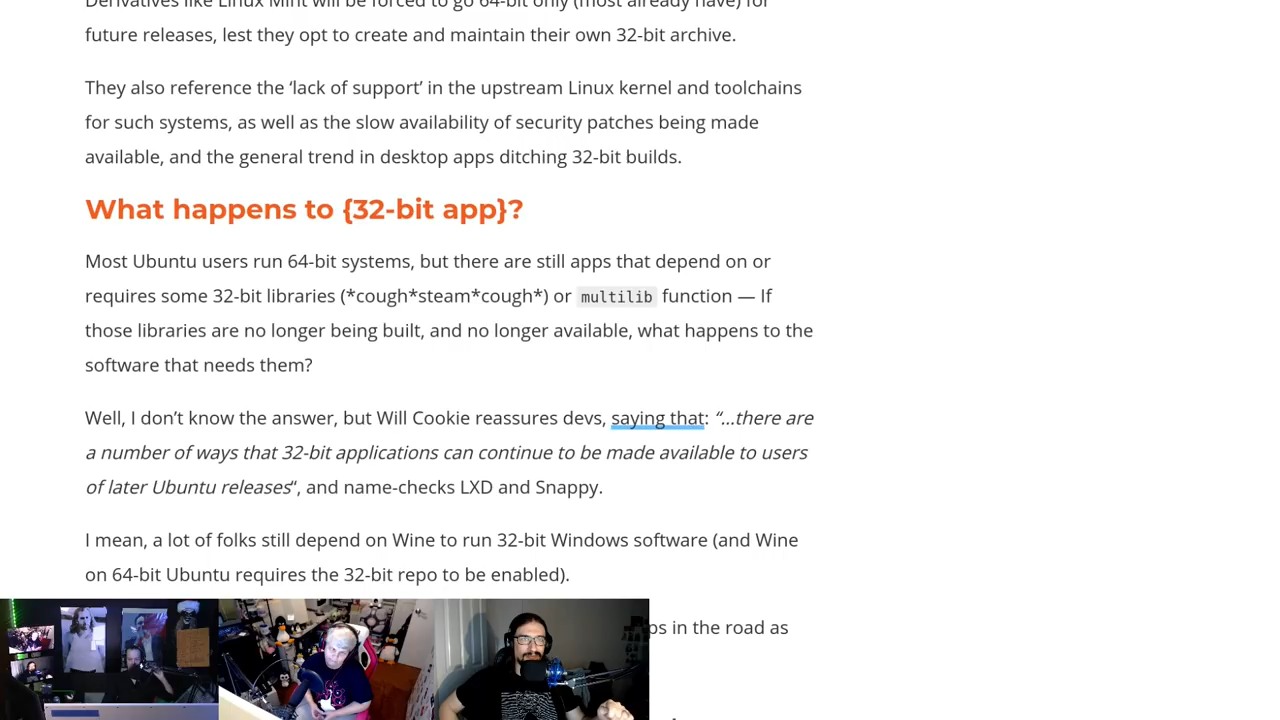 Derivatives like Linux Mint will be forced to go 64-bit only (most already have) for
future releases, lest they opt to create and maintain their own 32-bit archive.
They also reference the ‘lack of support’ in the upstream Linux kernel and toolchains
for such systems, as well as the slow availability of security patches being made
available, and the general trend in desktop apps ditching 32-bit builds.
What happens to {32-bit app}?
Most Ubuntu users run 64-bit systems, but there are still apps that depend on or
requires some 32-bit libraries (*cough*steam*cough*) or multilib function — If
those libraries are no longer being built, and no longer available, what happens to the
software that needs them?
Well, I don’t know the answer, but Will Cookie reassures devs, saying that: “…there are
a number of ways that 32-bit applications can continue to be made available to users
of later Ubuntu releases“, and name-checks LXD and Snappy.
I mean, a lot of folks still depend on Wine to run 32-bit Windows software (and Wine
on 64-bit Ubuntu requires the 32-bit repo to be enabled).
in the road as